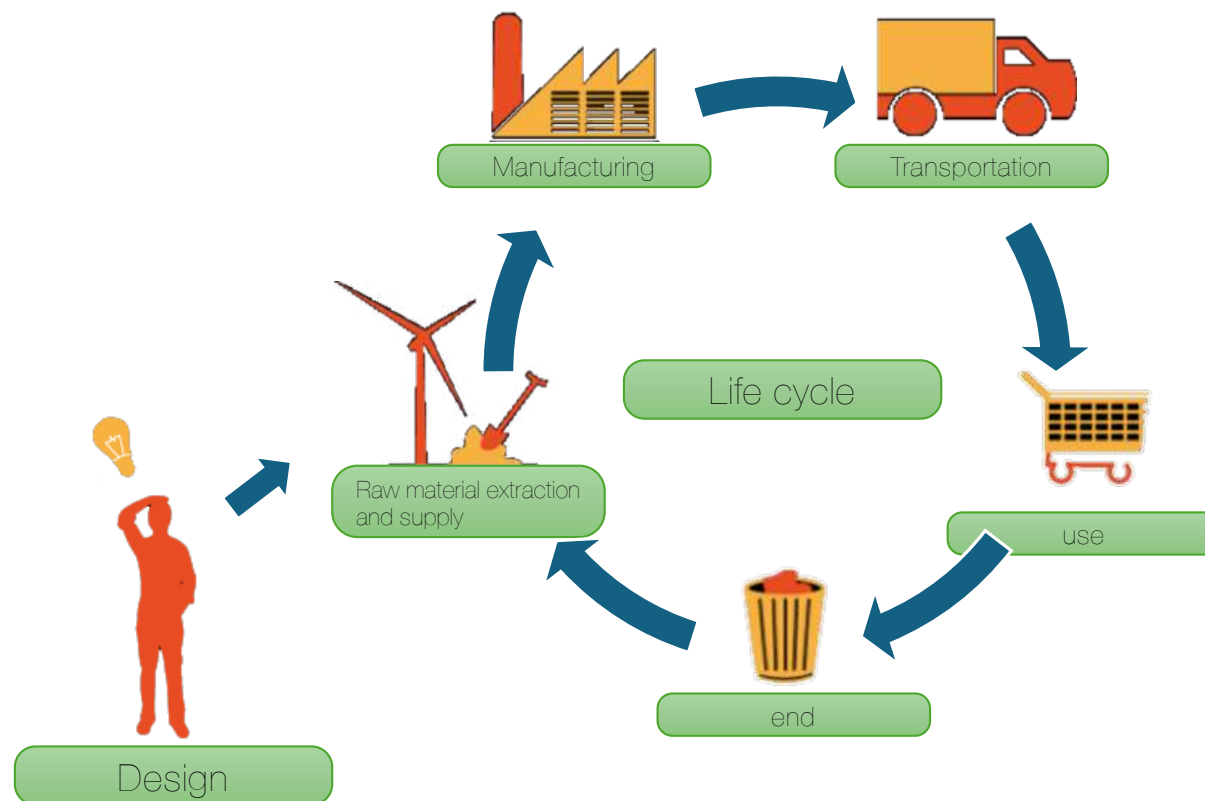 Manufacturing
Transportation
Life cycle
Raw material extraction
and supply
use
end
Design